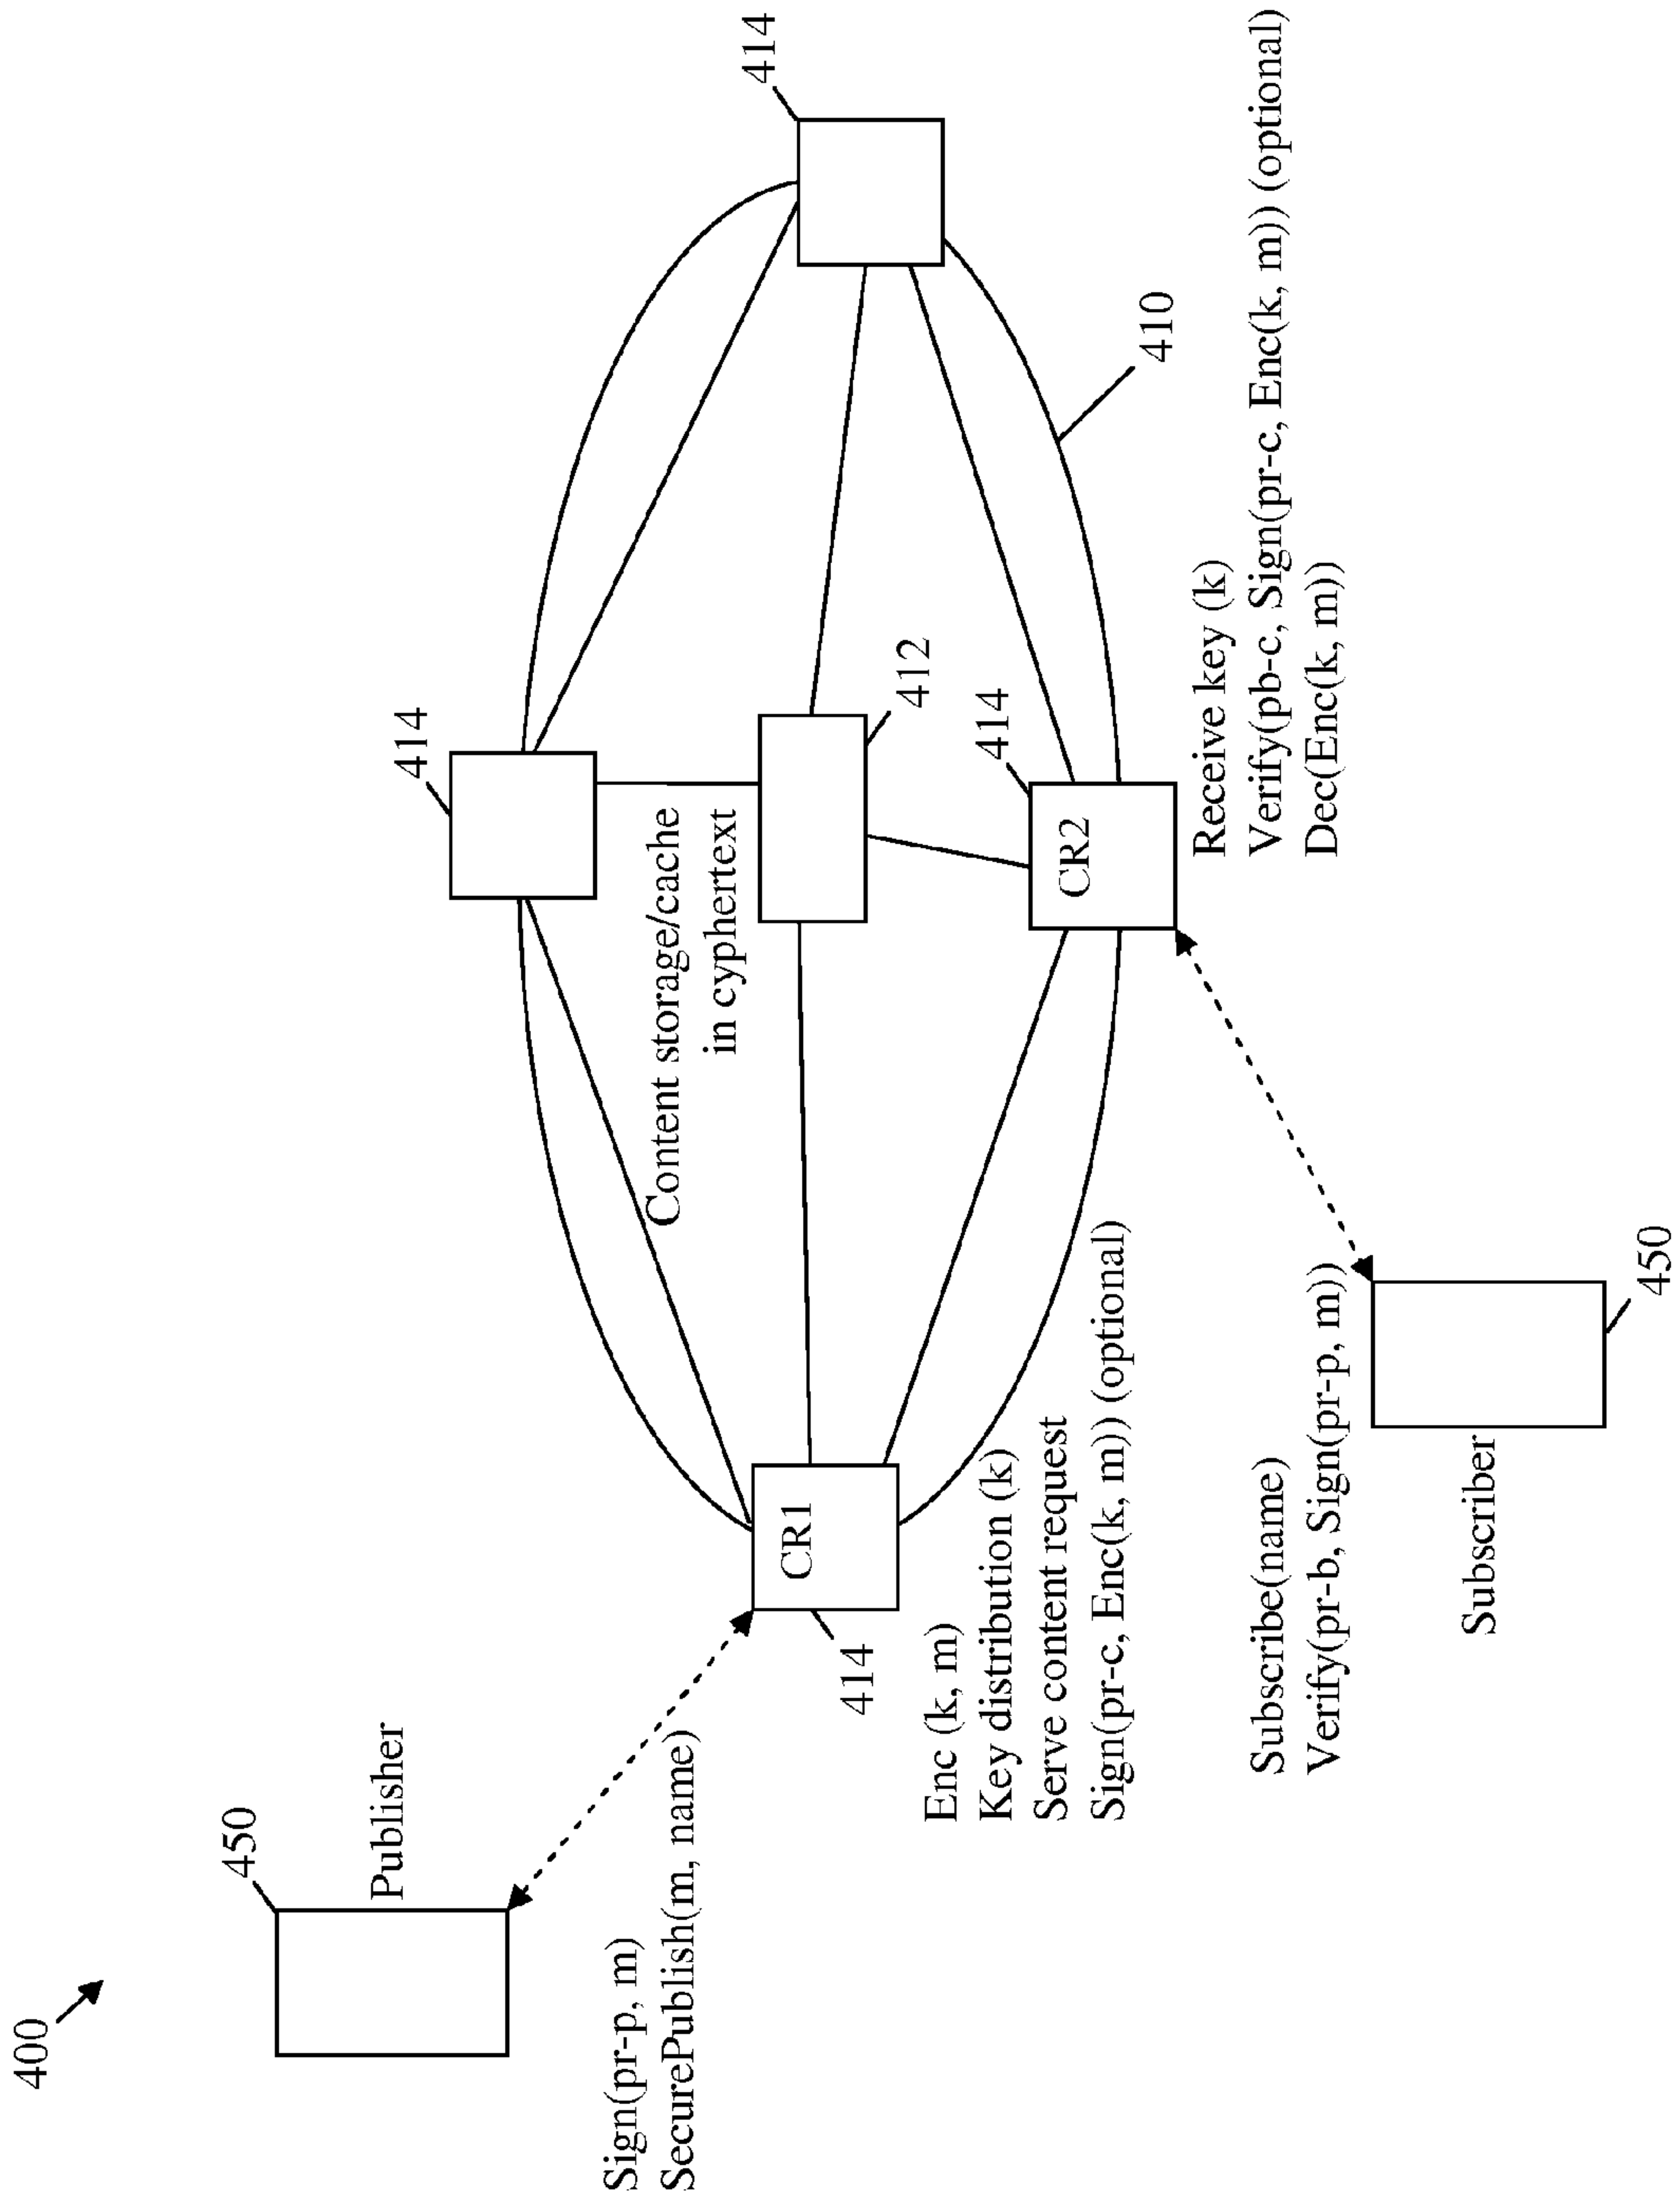 400
450
Publisher
Sign(pr-p, m)
SecurePublish(m, name)
414
CR1
Enc (k, m)
Key distribution (k)
Serve content request
Sign(pr-c, Enc(k, m)) (optional)
414
Content storage/cache
in cyphertext
412
414
CR2
414
410
Receive key (k)
Verify(pb-c, Sign(pr-c, Enc(k, m)) (optional)
Dec(Enc(k, m))
Subscribe(name)
Verify(pr-b, Sign(pr-p, m))
Subscriber
450